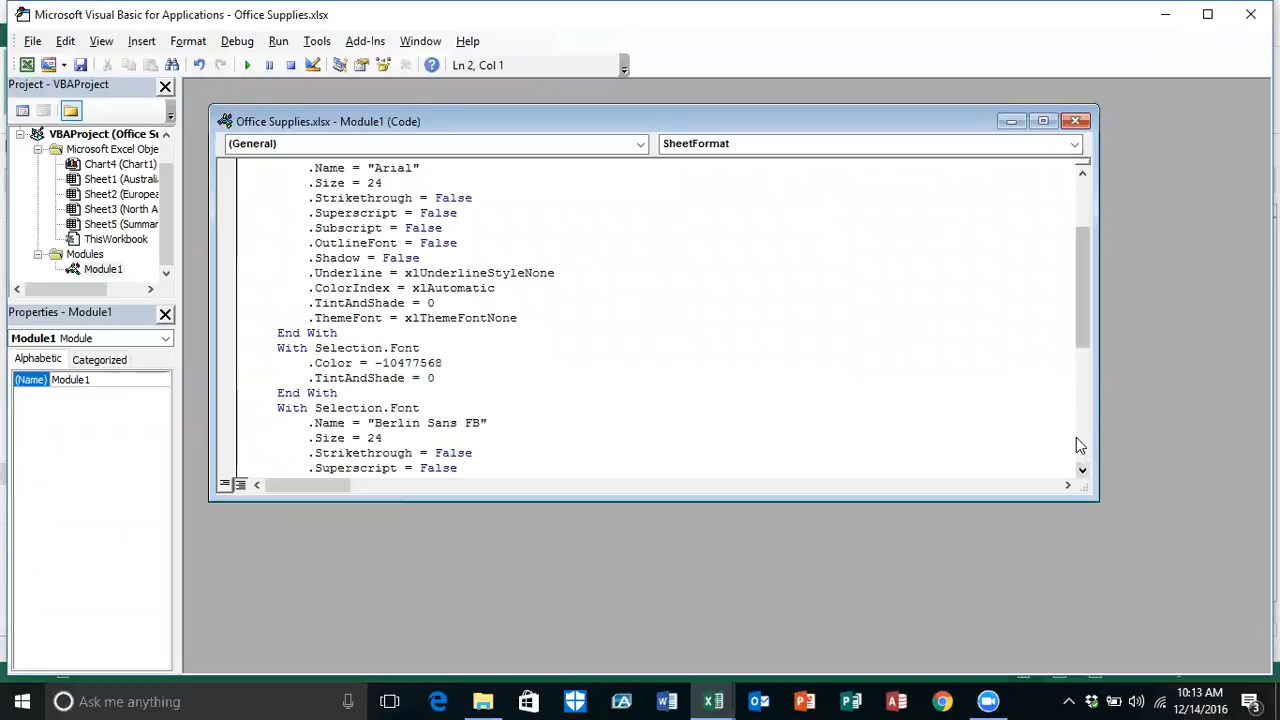 Microsoft Visual Basic for Applications - Office Supplies.xlsx
File Edit View Insert Format Debug Run Tools Add-Ins Window Help
Ln 2, Col 1
Project - VBAProject
VBAProject (Office Su
Microsoft Excel Obje
Chart4 (Chart1)
Sheet1 (Austral
Sheet2 (Europea
Sheet3 (North A
Sheet5 (Summar
ThisWorkbook
Modules
Module1
Properties - Module1
Module1 Module
Alphabetic Categorized
(Name) Module1
Office Supplies.xlsx - Module1 (Code)
(General) SheetFormat
.Name = "Arial"
.Size = 24
.Strikethrough = False
.Superscript = False
.Subscript = False
.OutlineFont = False
.Shadow = False
.Underline = xlUnderlineStyleNone
.ColorIndex = xlAutomatic
.TintAndShade = 0
.ThemeFont = xlThemeFontNone
End With
With Selection.Font
.Color = -10477568
.TintAndShade = 0
End With
With Selection.Font
.Name = "Berlin Sans FB"
.Size = 24
.Strikethrough = False
.Superscript = False
Ask me anything
10:13 AM
12/14/2016